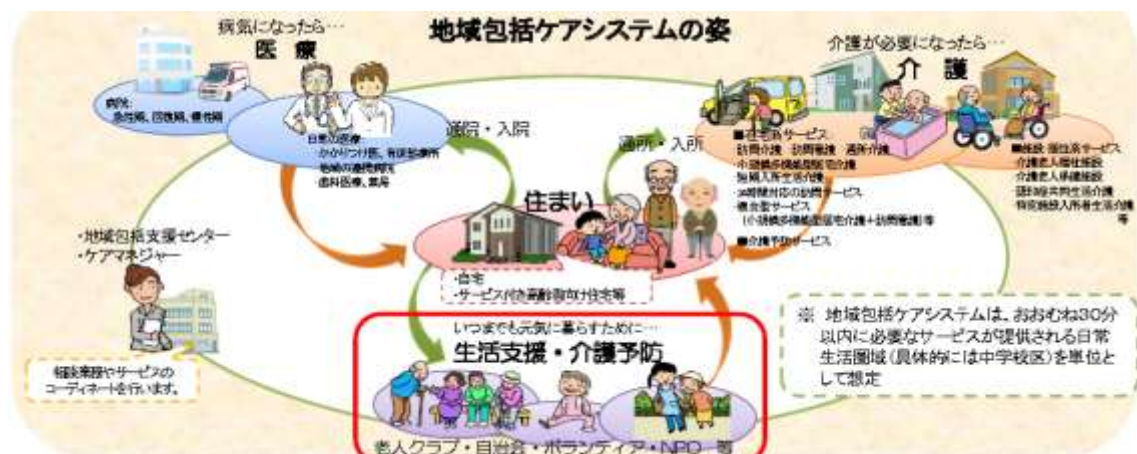 地域包括ケアシステムの姿
病気になったら…
医 療
病院:
急性期、回復期、慢性期
日常の医療:
・かかりつけ医、有床診療所
・地域の連携病院
・歯科医療、薬局
通院・入院
通所・入所
介護が必要になったら…
介 護
■在宅系サービス:
・訪問介護・訪問看護・通所介護
・小規模多機能型居宅介護
・短期入所生活介護
・24時間対応の訪問サービス
・複合型サービス
(小規模多機能型居宅介護+訪問看護)等
■介護予防サービス
■施設・居住系サービス
・介護老人福祉施設
・介護老人保健施設
・認知症共同生活介護
・特定施設入所者生活介護
等
住まい
・自宅
・サービス付き高齢者向け住宅等
・地域包括支援センター
・ケアマネジャー
相談業務やサービスの
コーディネートを行います。
いつまでも元気に暮らすために…
生活支援・介護予防
老人クラブ・自治会・ボランティア・NPO 等
※ 地域包括ケアシステムは、おおむね30分
以内に必要なサービスが提供される日常
生活圏域(具体的には中学校区)を単位と
して想定